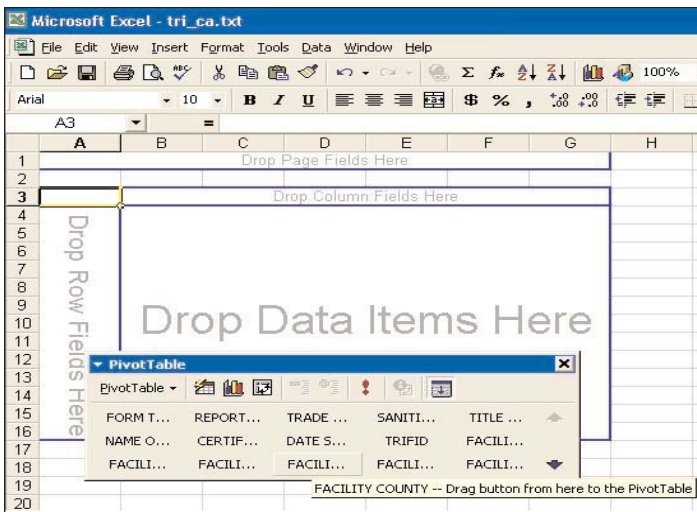 Microsoft Excel - tri_ca.txt
File Edit View Insert Format Tools Data Window Help
ABC Σ fx A Z Z A 100%
Arial 10 B I U $ % , .00 .00
A3 =
A B C D E F G H
1 Drop Page Fields Here
2
3 Drop Column Fields Here
4
5
6
7
8
9
10
11
12
13
14
15
16
17
18
19
20
Drop Row Fields Here
Drop Data Items Here
PivotTable
PivotTable
FORM T... REPORT... TRADE ... SANITI... TITLE ...
NAME O... CERTIF... DATE S... TRIFID FACILI...
FACILI... FACILI... FACILI... FACILI... FACILI...
FACILITY COUNTY -- Drag button from here to the PivotTable